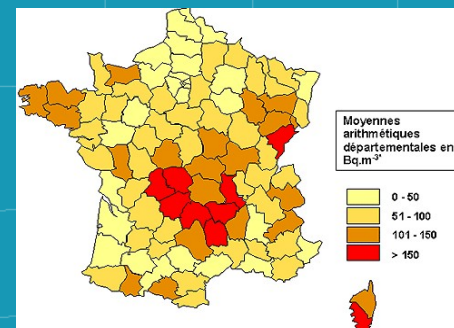 Moyennes
arithmétiques
départementales en
Bq.m⁻³
0 - 50
51 - 100
101 - 150
> 150